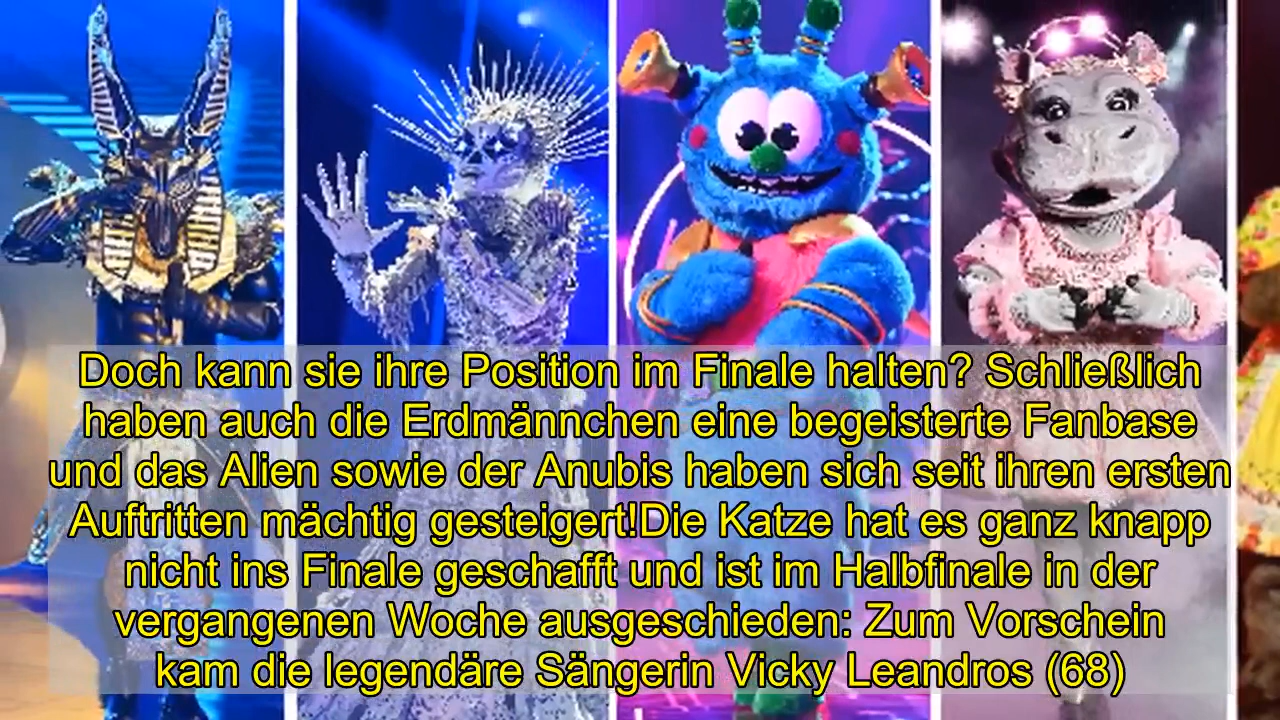 Doch kann sie ihre Position im Finale halten? Schließlich
haben auch die Erdmännchen eine begeisterte Fanbase
und das Alien sowie der Anubis haben sich seit ihren ersten
Auftritten mächtig gesteigert!Die Katze hat es ganz knapp
nicht ins Finale geschafft und ist im Halbfinale in der
vergangenen Woche ausgeschieden: Zum Vorschein
kam die legendäre Sängerin Vicky Leandros (68)